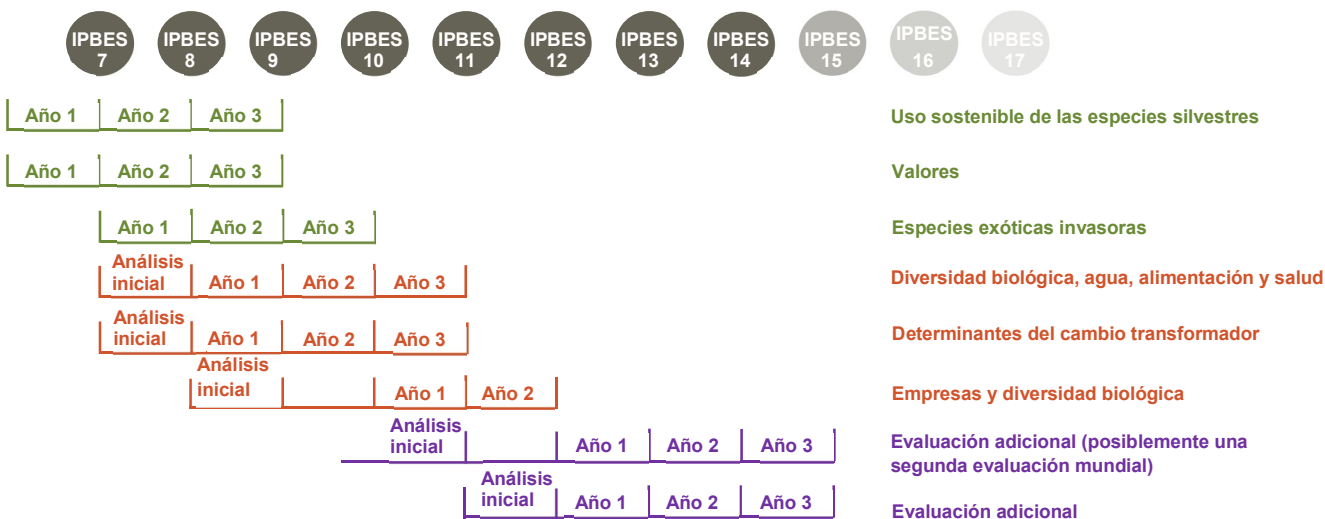 IPBES 7 IPBES 8 IPBES 9 IPBES 10 IPBES 11 IPBES 12 IPBES 13 IPBES 14 IPBES 15 IPBES 16 IPBES 17
Año 1 Año 2 Año 3 Uso sostenible de las especies silvestres
Año 1 Año 2 Año 3 Valores
Año 1 Año 2 Año 3 Especies exóticas invasoras
Análisis
inicial Año 1 Año 2 Año 3 Diversidad biológica, agua, alimentación y salud
Análisis
inicial Año 1 Año 2 Año 3 Determinantes del cambio transformador
Análisis
inicial Año 1 Año 2 Empresas y diversidad biológica
Análisis
inicial Año 1 Año 2 Año 3 Evaluación adicional (posiblemente una
segunda evaluación mundial)
Análisis
inicial Año 1 Año 2 Año 3 Evaluación adicional